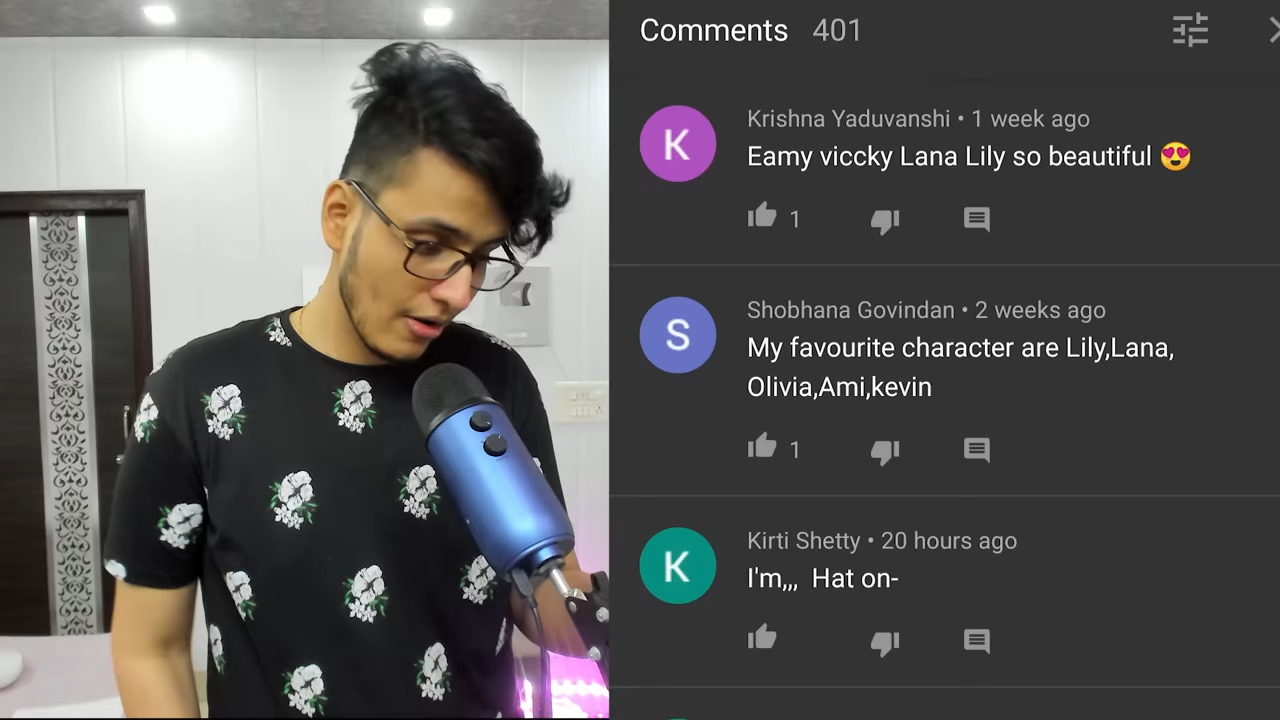 Comments 401
K
Krishna Yaduvanshi • 1 week ago
Eamy viccky Lana Lily so beautiful 😍
1
S
Shobhana Govindan • 2 weeks ago
My favourite character are Lily,Lana,
Olivia,Ami,kevin
1
K
Kirti Shetty • 20 hours ago
I'm,,, Hat on-